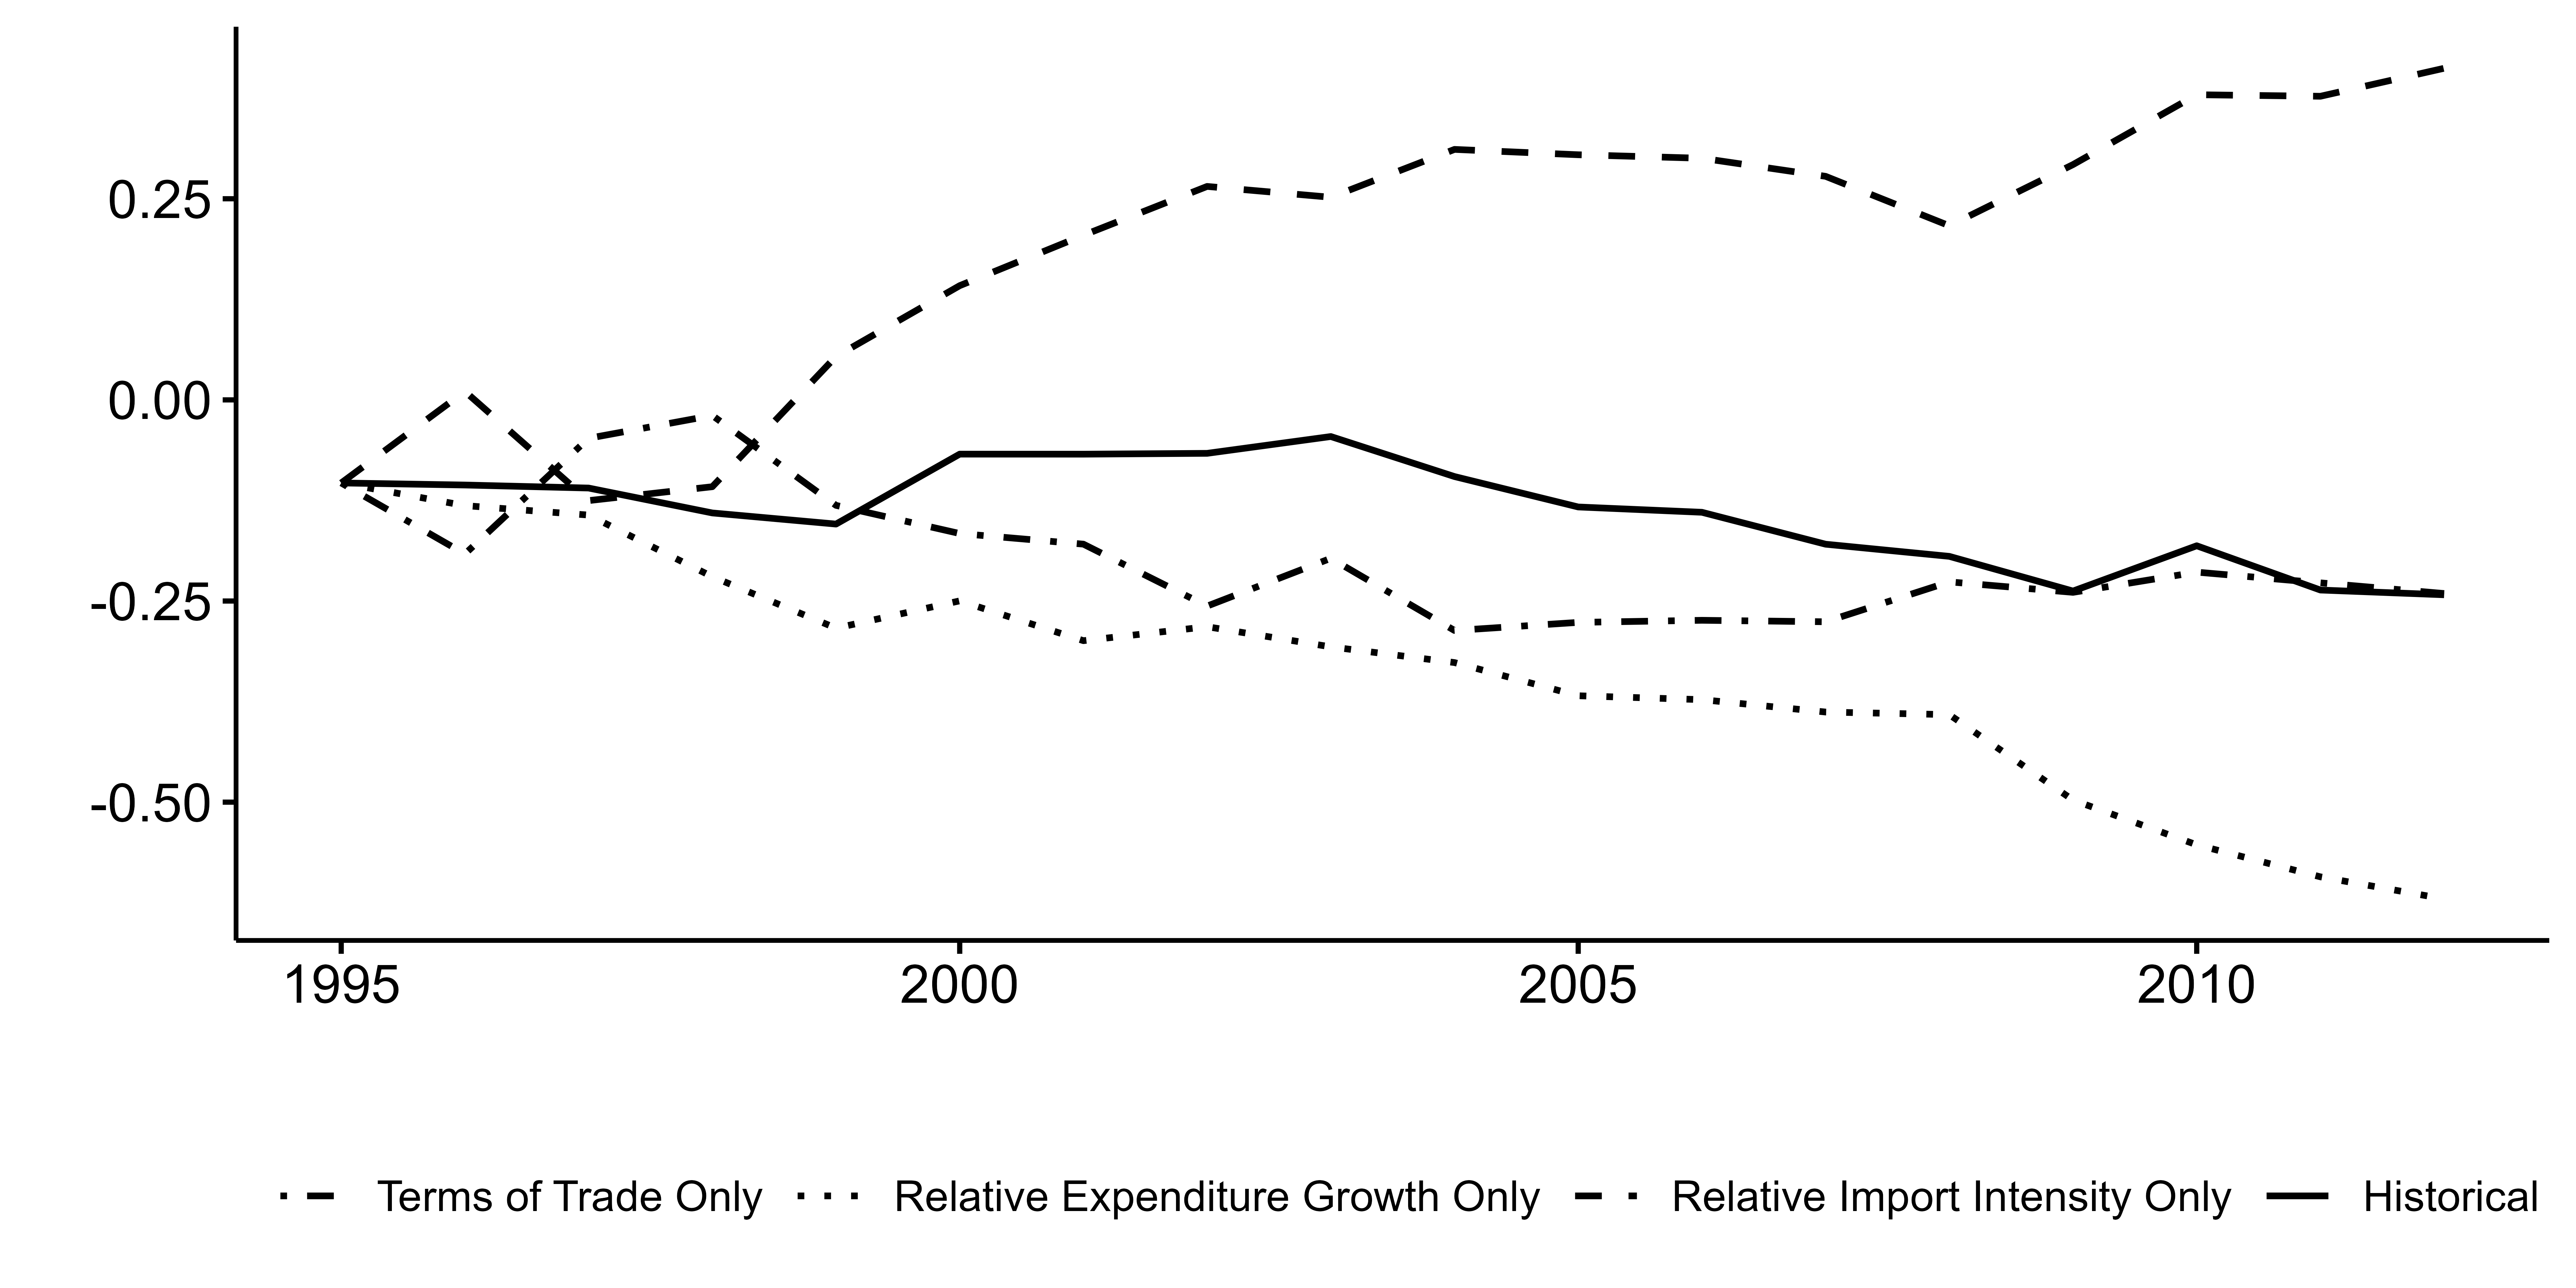 0.25
0.00
-0.25
-0.50
1995 2000 2005 2010
Terms of Trade Only Relative Expenditure Growth Only Relative Import Intensity Only Historical